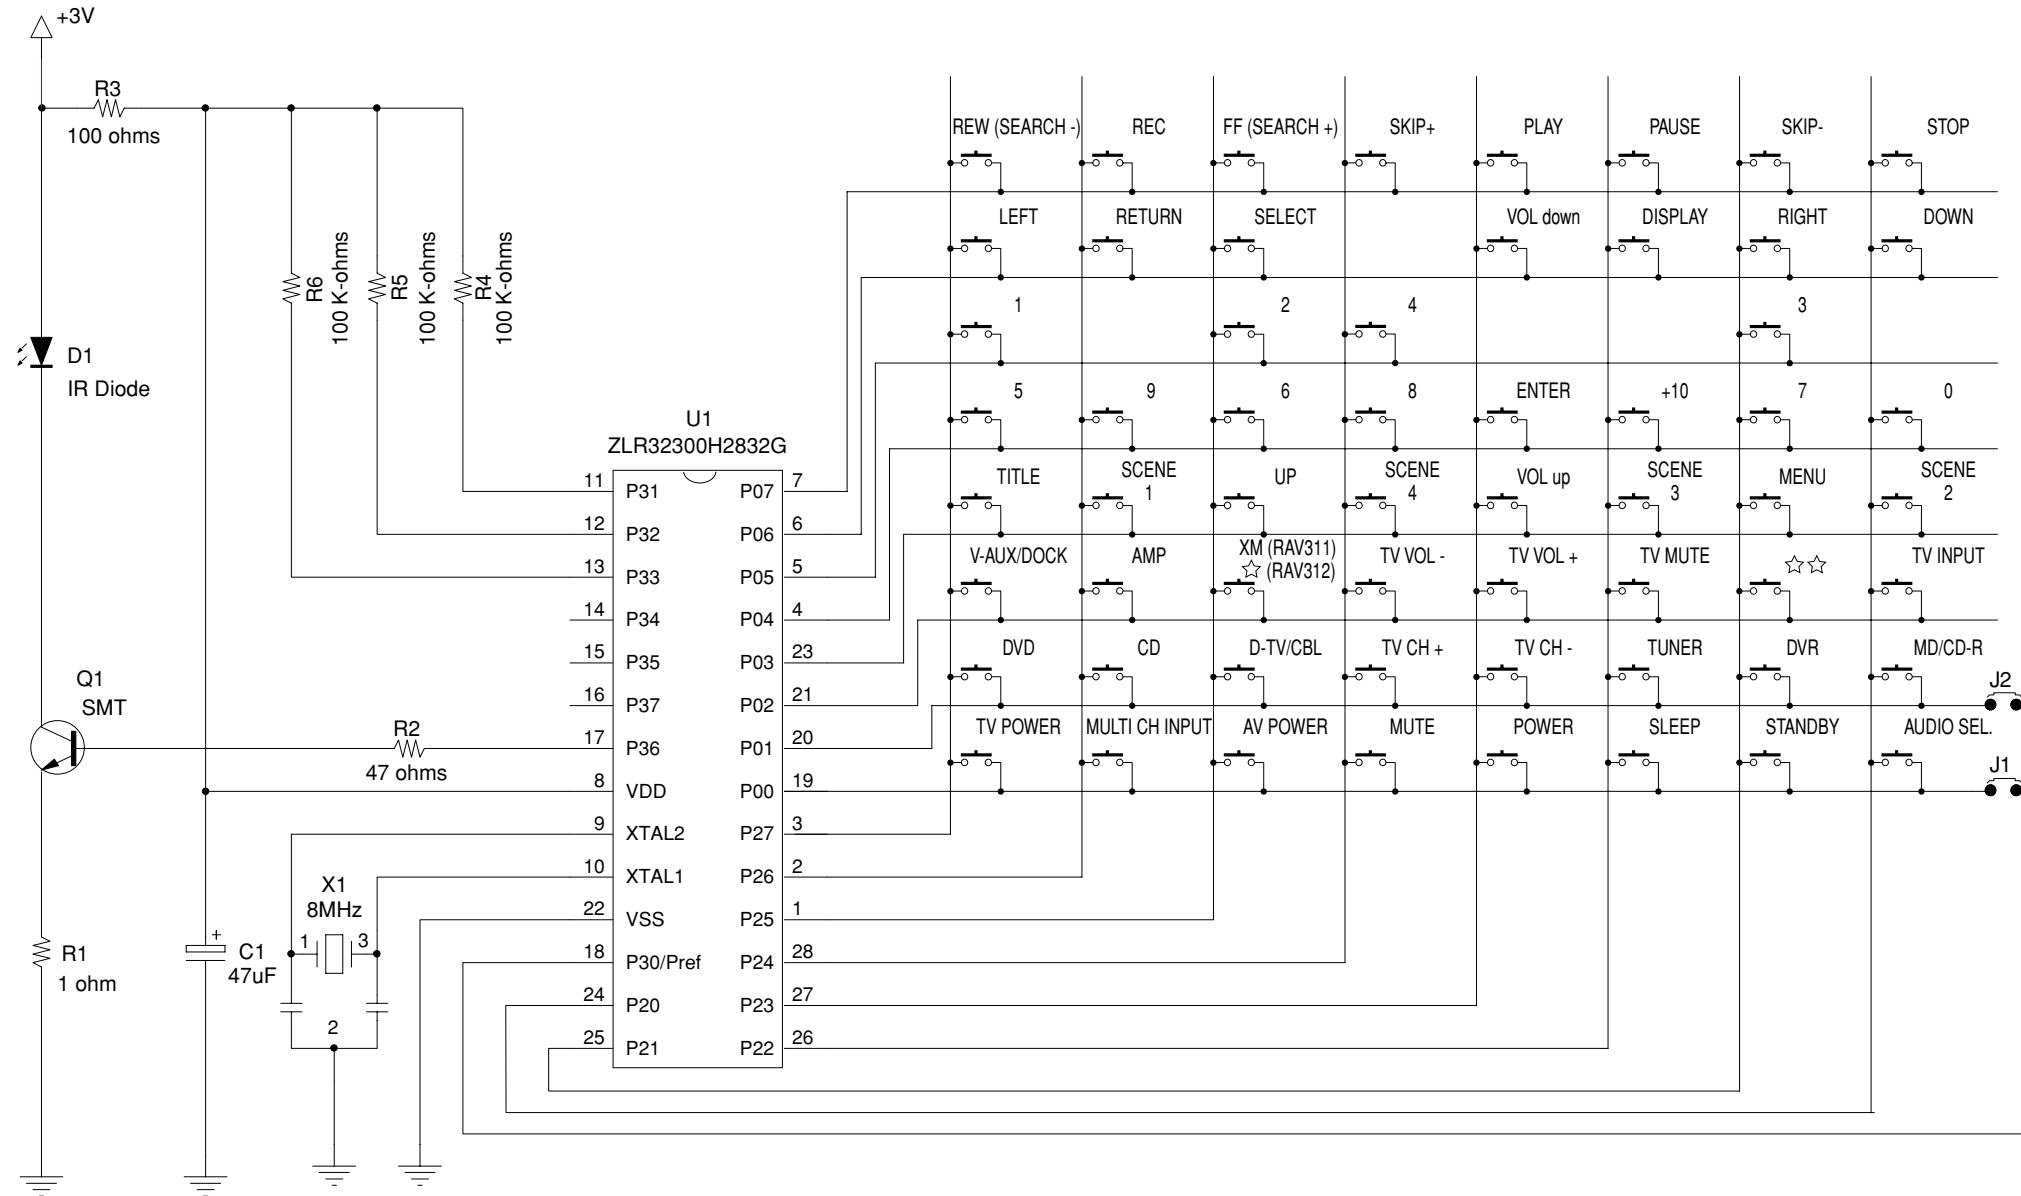 +3V
R3
100 ohms
R6
100 K-ohms
R5
100 K-ohms
R4
100 K-ohms
D1
IR Diode
Q1
SMT
R2
47 ohms
R1
1 ohm
C1
+
47uF
X1
8MHz
1
3
2
U1
ZLR32300H2832G
11 P31 P07 7
12 P32 P06 6
13 P33 P05 5
14 P34 P04 4
15 P35 P03 23
16 P37 P02 21
17 P36 P01 20
8 VDD P00 19
9 XTAL2 P27 3
10 XTAL1 P26 2
22 VSS P25 1
18 P30/Pref P24 28
24 P20 P23 27
25 P21 P22 26
REW (SEARCH -) REC FF (SEARCH +) SKIP+ PLAY PAUSE SKIP- STOP
LEFT RETURN SELECT VOL down DISPLAY RIGHT DOWN
1 2 4 3
5 9 6 8 ENTER +10 7 0
TITLE SCENE 1 UP SCENE 4 VOL up SCENE 3 MENU SCENE 2
V-AUX/DOCK AMP XM (RAV311) ☆ (RAV312) TV VOL - TV VOL + TV MUTE ☆☆ TV INPUT
DVD CD D-TV/CBL TV CH + TV CH - TUNER DVR MD/CD-R
J2
TV POWER MULTI CH INPUT AV POWER MUTE POWER SLEEP STANDBY AUDIO SEL.
J1